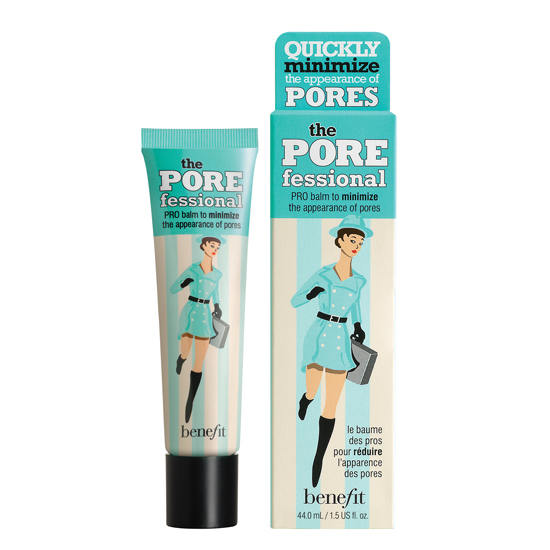 the
PORE
fessional
PRO balm to minimize
the appearance of pores
benefit
QUICKLY
minimize
the appearance of
PORES
the
PORE
fessional
PRO balm to minimize
the appearance of pores
le baume
des pros
pour réduire
l'apparence
des pores
benefit
44.0 mL / 1.5 US fl. oz.